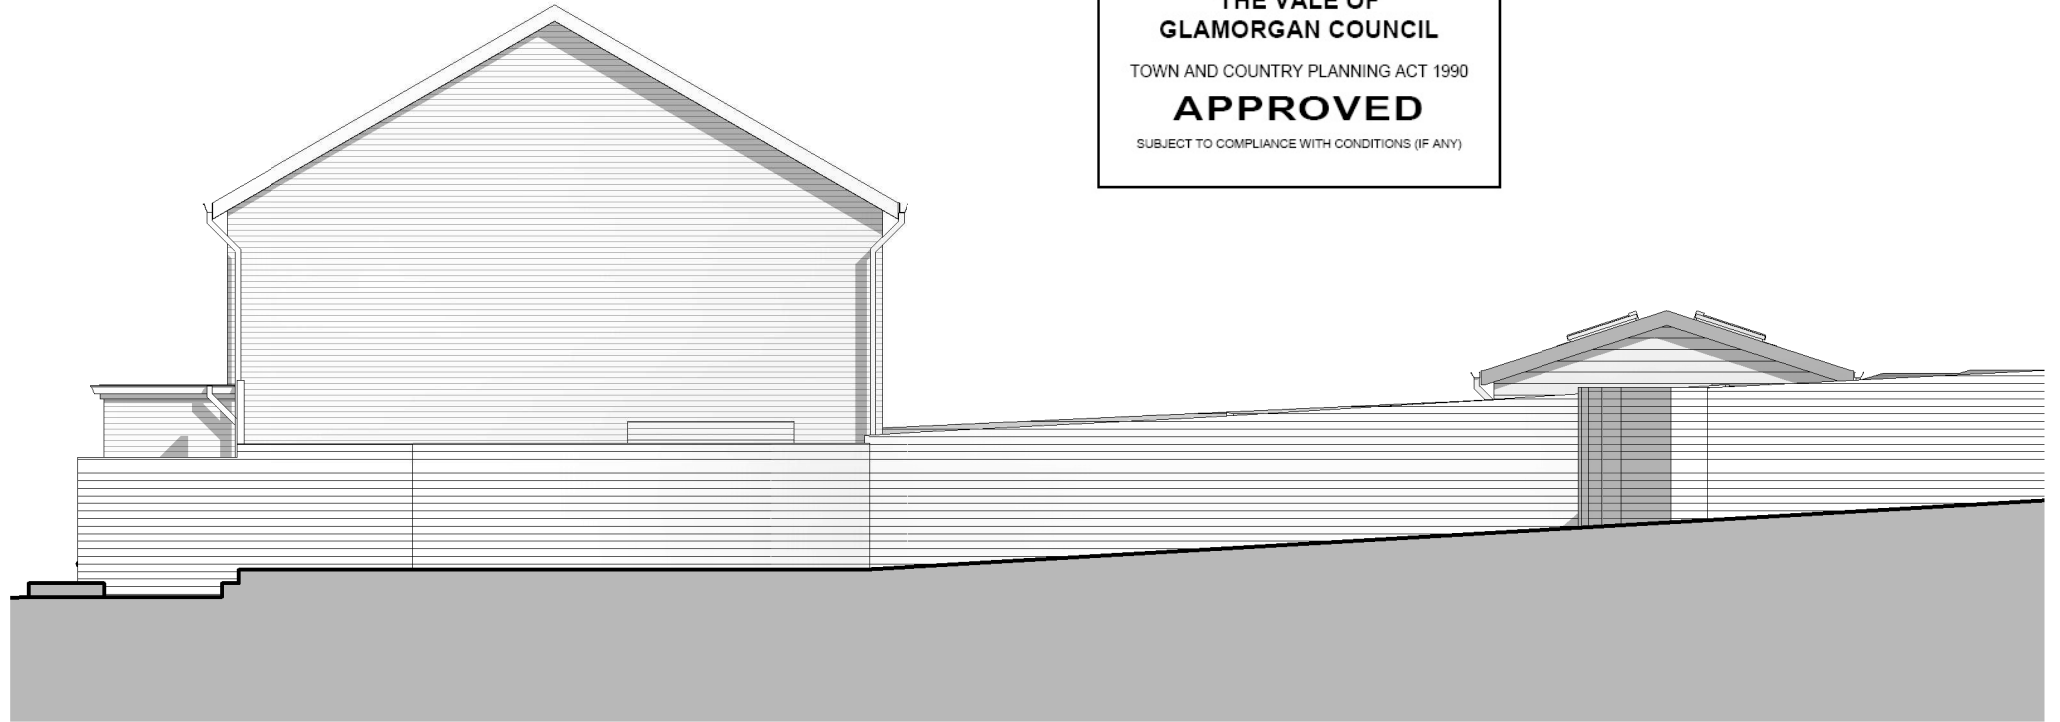 THE VALE OF
GLAMORGAN COUNCIL
TOWN AND COUNTRY PLANNING ACT 1990
APPROVED
SUBJECT TO COMPLIANCE WITH CONDITIONS (IF ANY)